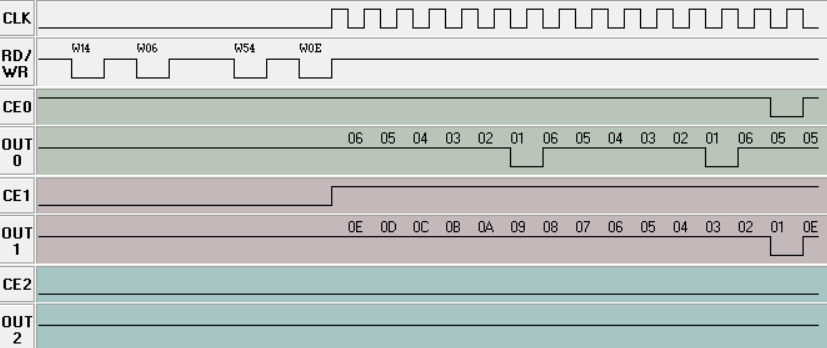 CLK
W14 W06 W54 W0E
RD/
WR
CE0
06 05 04 03 02 01 06 05 04 03 02 01 06 05 05
OUT
0
CE1
0E 0D 0C 0B 0A 09 08 07 06 05 04 03 02 01 0E
OUT
1
CE2
OUT
2